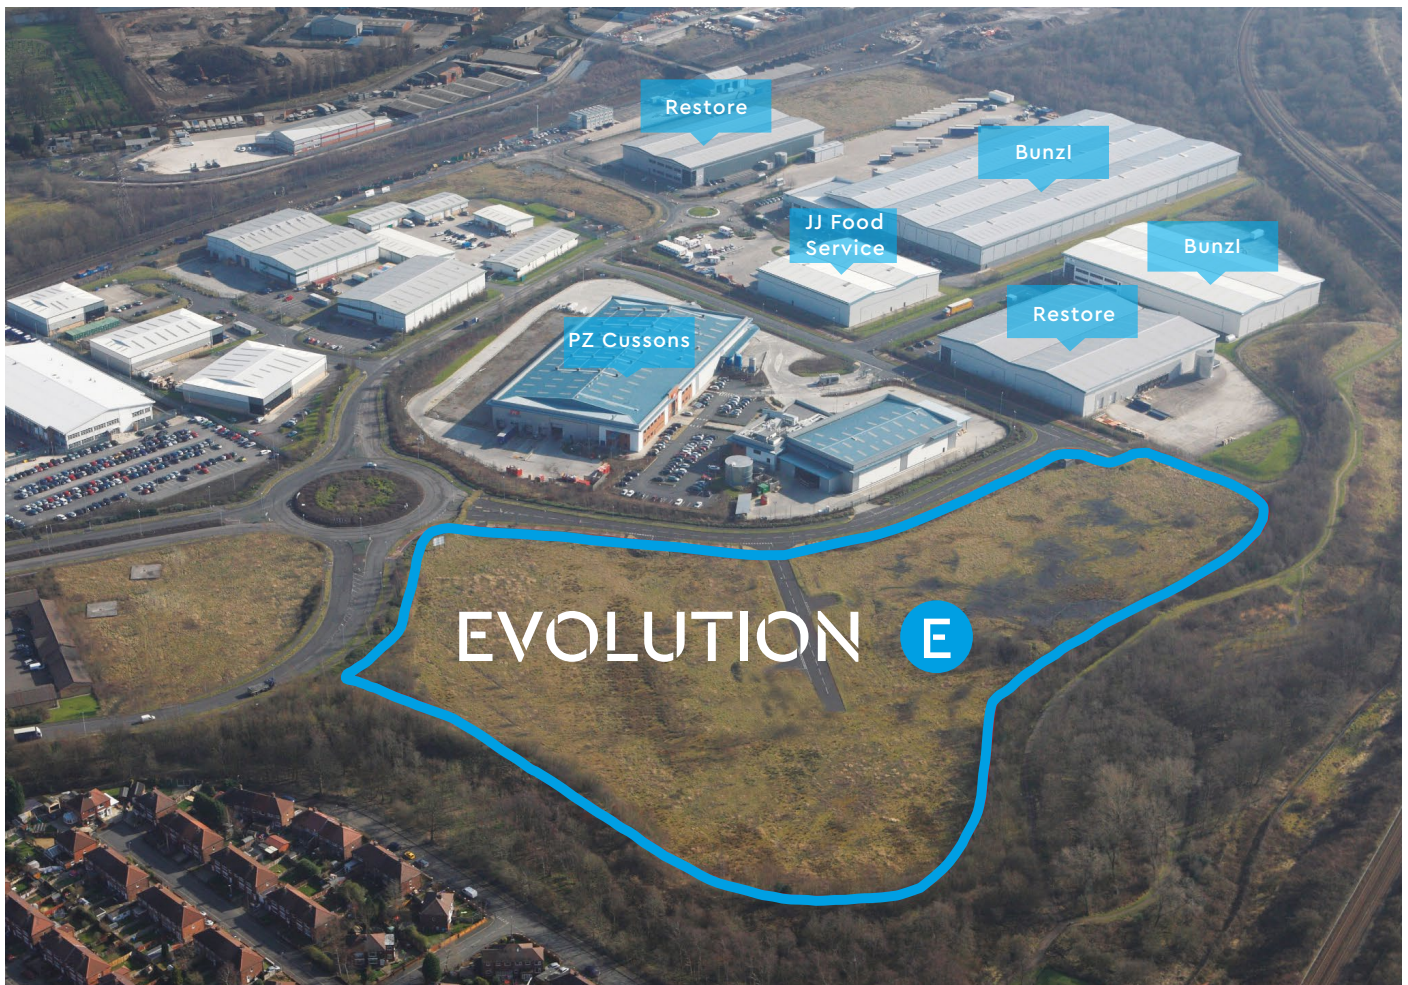 Restore
Bunzl
JJ Food
Service
Bunzl
Restore
PZ Cussons
EVOLUTION E